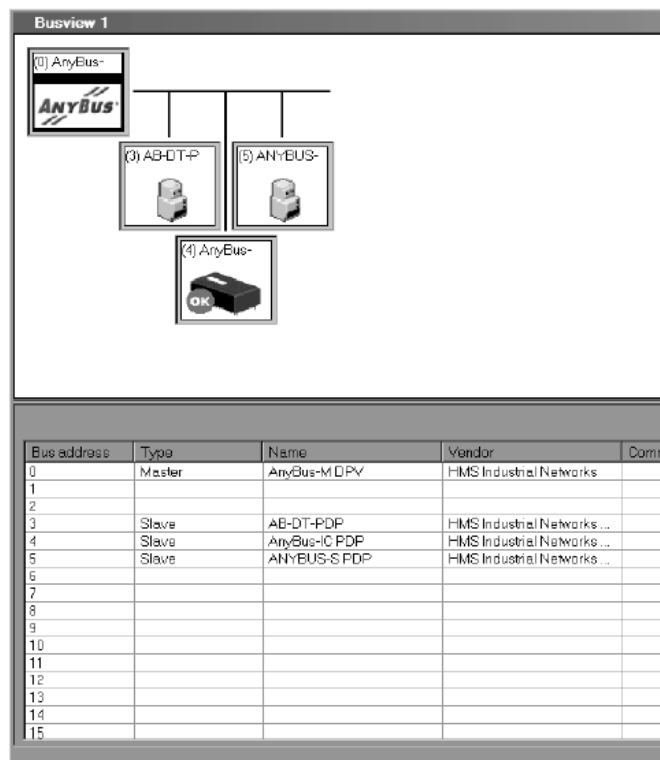 Busview 1
(0) AnyBus-
ANYBUS
(3) AB-DT-P
(5) ANYBUS-
(4) AnyBus-
OK
Bus address Type Name Vendor Comm
0 Master AnyBus-M DPV HMS Industrial Networks
1
2
3 Slave AB-DT-PDP HMS Industrial Networks ...
4 Slave AnyBus-IC PDP HMS Industrial Networks ...
5 Slave ANYBUS-S PDP HMS Industrial Networks ...
6
7
8
9
10
11
12
13
14
15